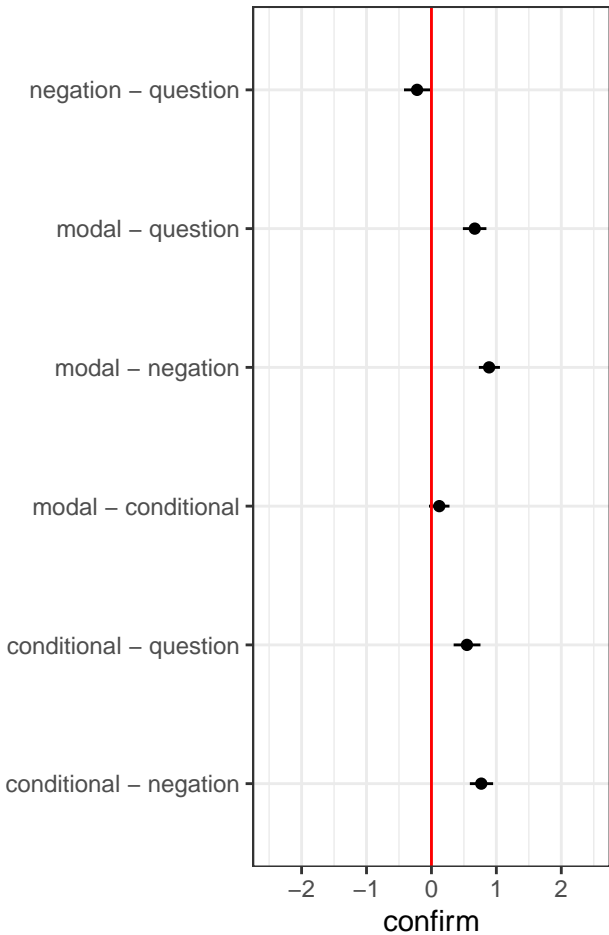 negation – question
modal – question
modal – negation
modal – conditional
conditional – question
conditional – negation
−2 −1 0 1 2
confirm